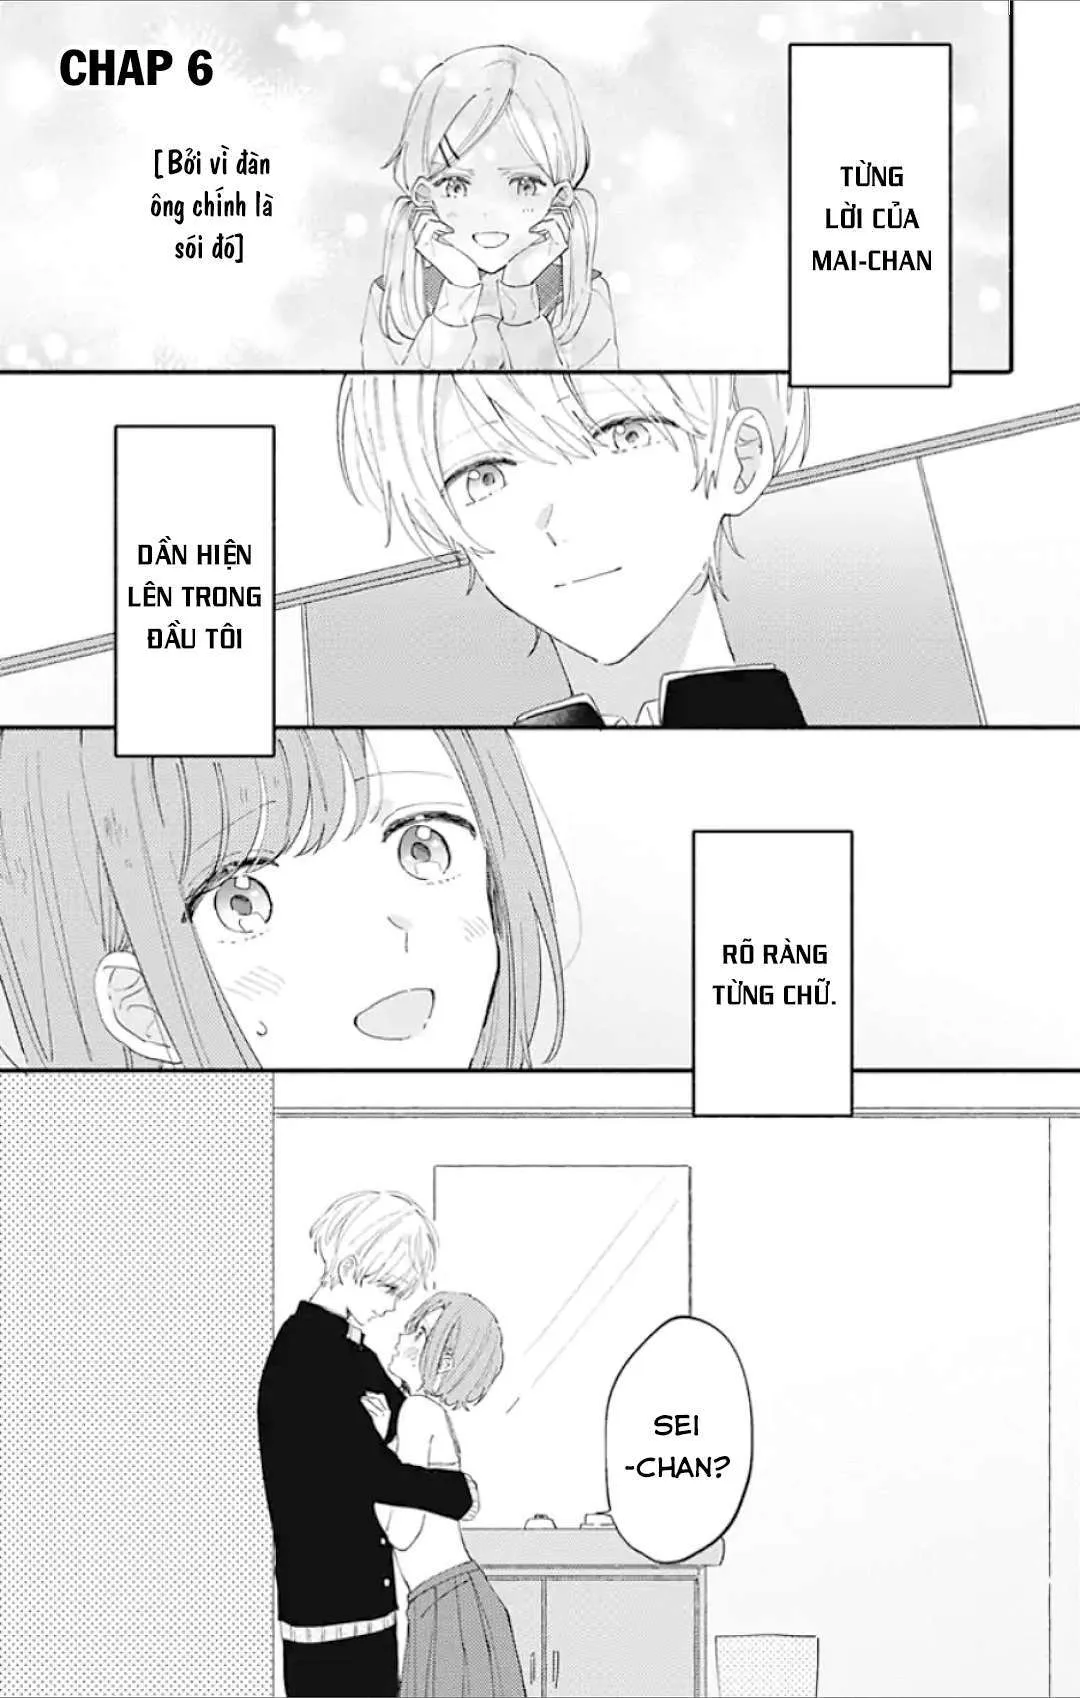 CHAP 6
TỪNG
LỜI CỦA
MAI-CHAN
[Bởi vì đàn
ông chính là
sói đó]
DẦN HIỆN
LÊN TRONG
ĐẦU TÔI
RÕ RÀNG
TỪNG CHỮ.
SEI
-CHAN?